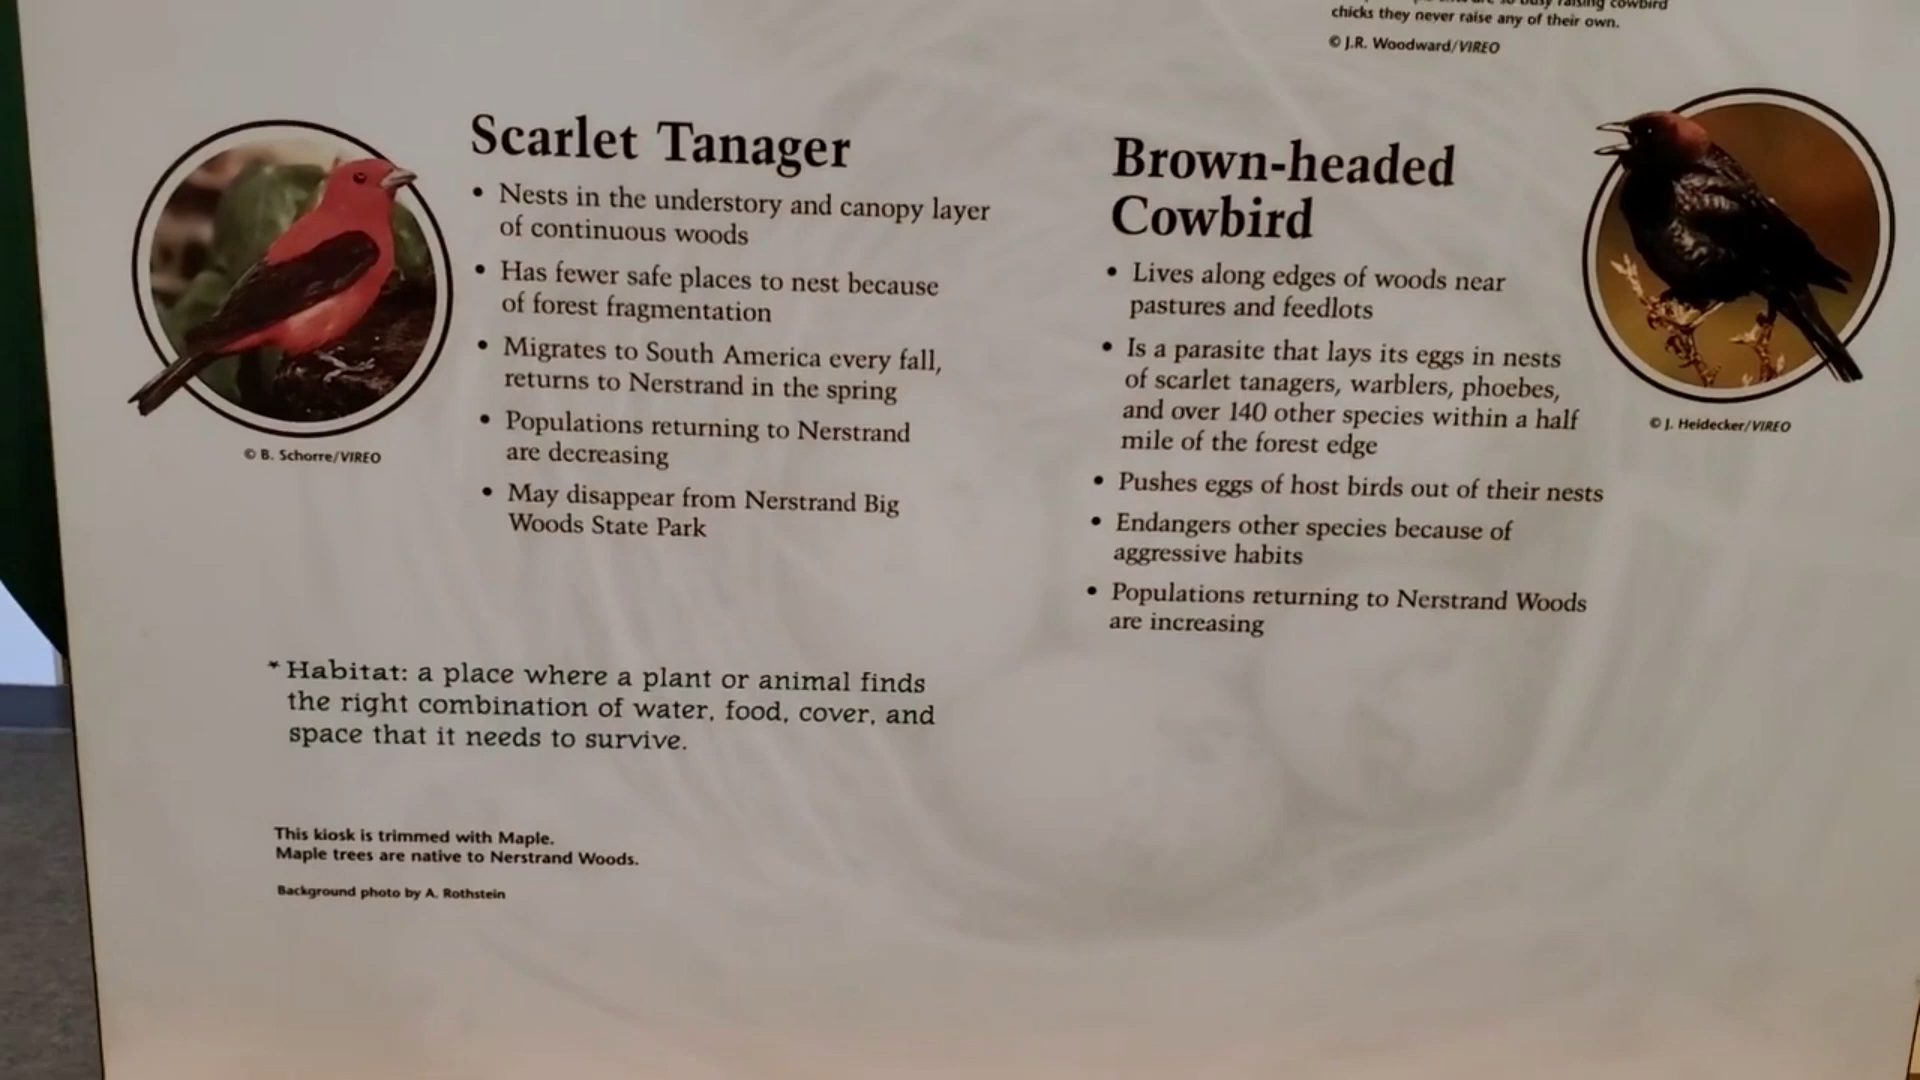 raising cowbird
chicks they never raise any of their own.
© J.R. Woodward/VIREO
Scarlet Tanager
• Nests in the understory and canopy layer
of continuous woods
• Has fewer safe places to nest because
of forest fragmentation
• Migrates to South America every fall,
returns to Nerstrand in the spring
• Populations returning to Nerstrand
are decreasing
• May disappear from Nerstrand Big
Woods State Park
© B. Schorre/VIREO
Brown-headed
Cowbird
• Lives along edges of woods near
pastures and feedlots
• Is a parasite that lays its eggs in nests
of scarlet tanagers, warblers, phoebes,
and over 140 other species within a half
mile of the forest edge
• Pushes eggs of host birds out of their nests
• Endangers other species because of
aggressive habits
• Populations returning to Nerstrand Woods
are increasing
© J. Heidecker/VIREO
* Habitat: a place where a plant or animal finds
the right combination of water, food, cover, and
space that it needs to survive.
This kiosk is trimmed with Maple.
Maple trees are native to Nerstrand Woods.
Background photo by A. Rothstein